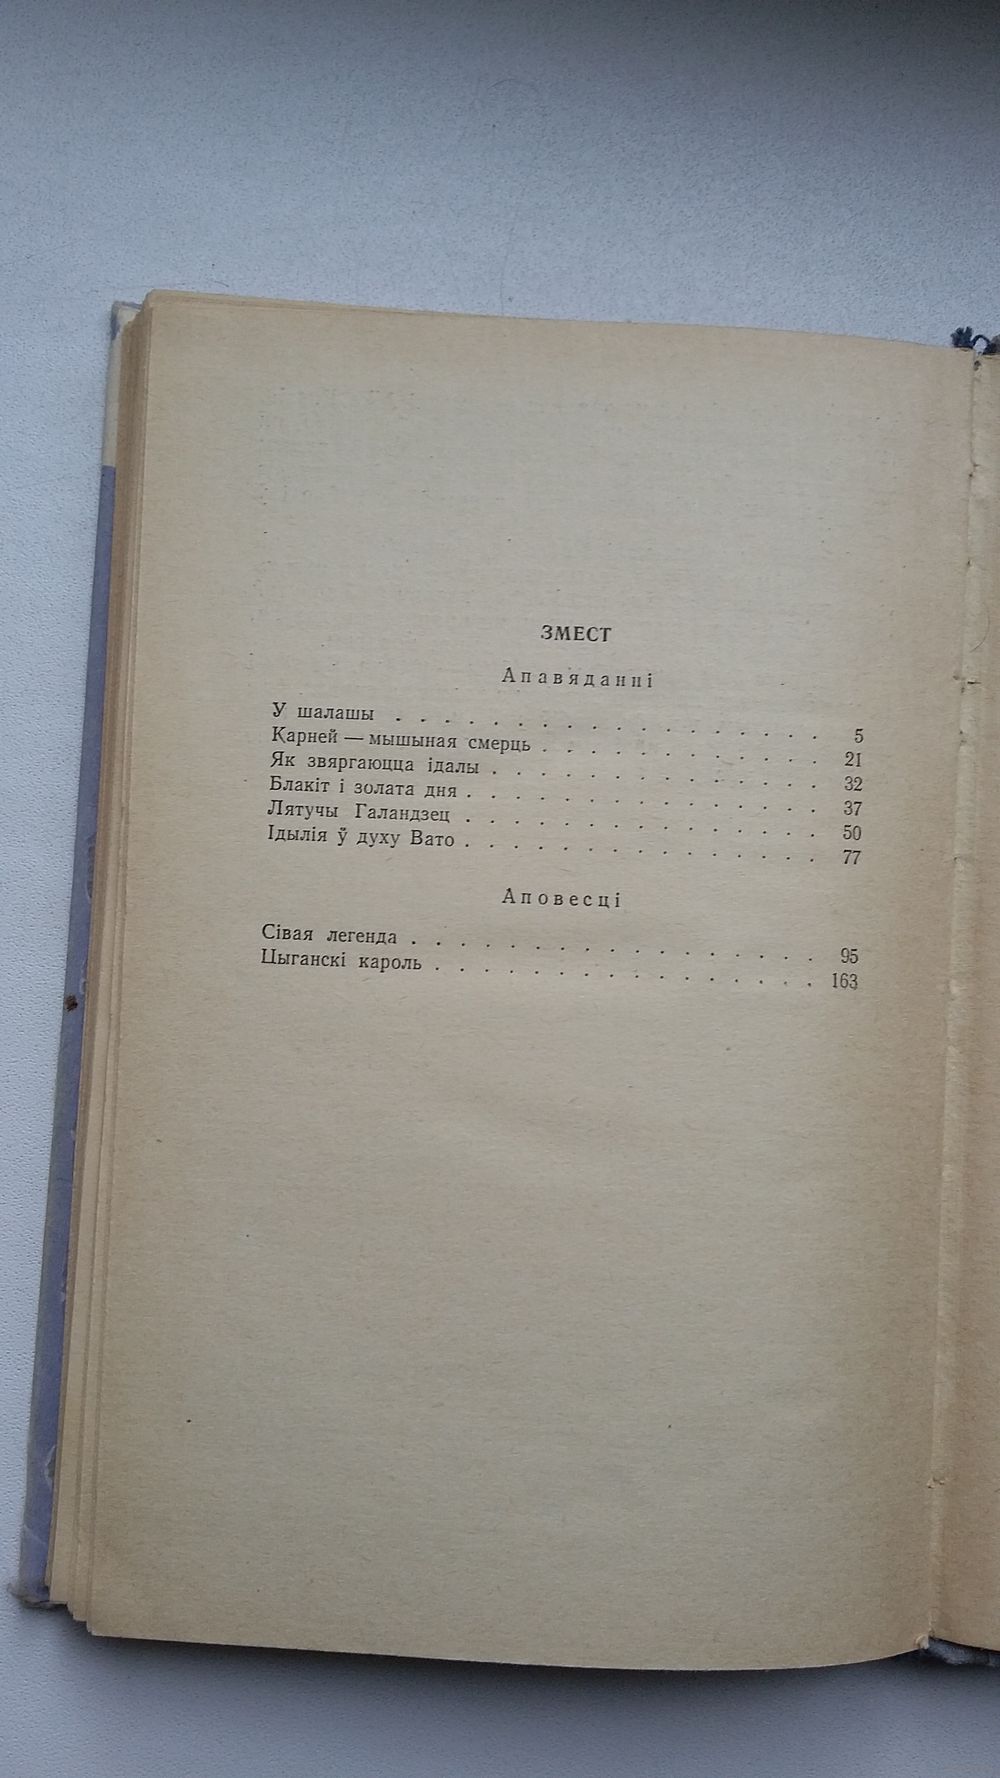 ЗМЕСТ
Апавяданні
У шалашы . . . . . . . . . . . . . . . . . . 5
Карней — мышыная смерць . . . . . . . . . . . . 21
Як звяргаюцца ідалы . . . . . . . . . . . . . . 32
Блакіт і золата дня . . . . . . . . . . . . . . . 37
Лятучы Галандзец . . . . . . . . . . . . . . . 50
Ідылія ў духу Вато . . . . . . . . . . . . . . . 77
Аповесці
Сівая легенда . . . . . . . . . . . . . . . . . 95
Цыганскі кароль . . . . . . . . . . . . . . . . 163